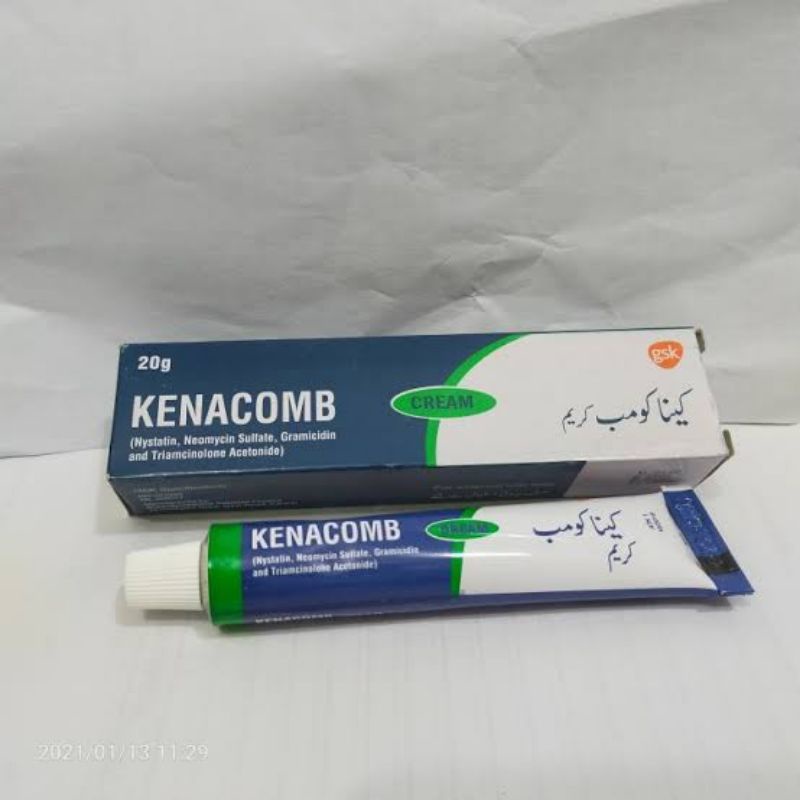 20g
gsk
KENACOMB
CREAM
کیناکومب کریم
(Nystatin, Neomycin Sulfate, Gramicidin
and Triamcinolone Acetonide)
KENACOMB
CREAM
کیناکومب
کریم
(Nystatin, Neomycin Sulfate, Gramicidin
and Triamcinolone Acetonide)
KENACOMB
2021/01/13 11:29